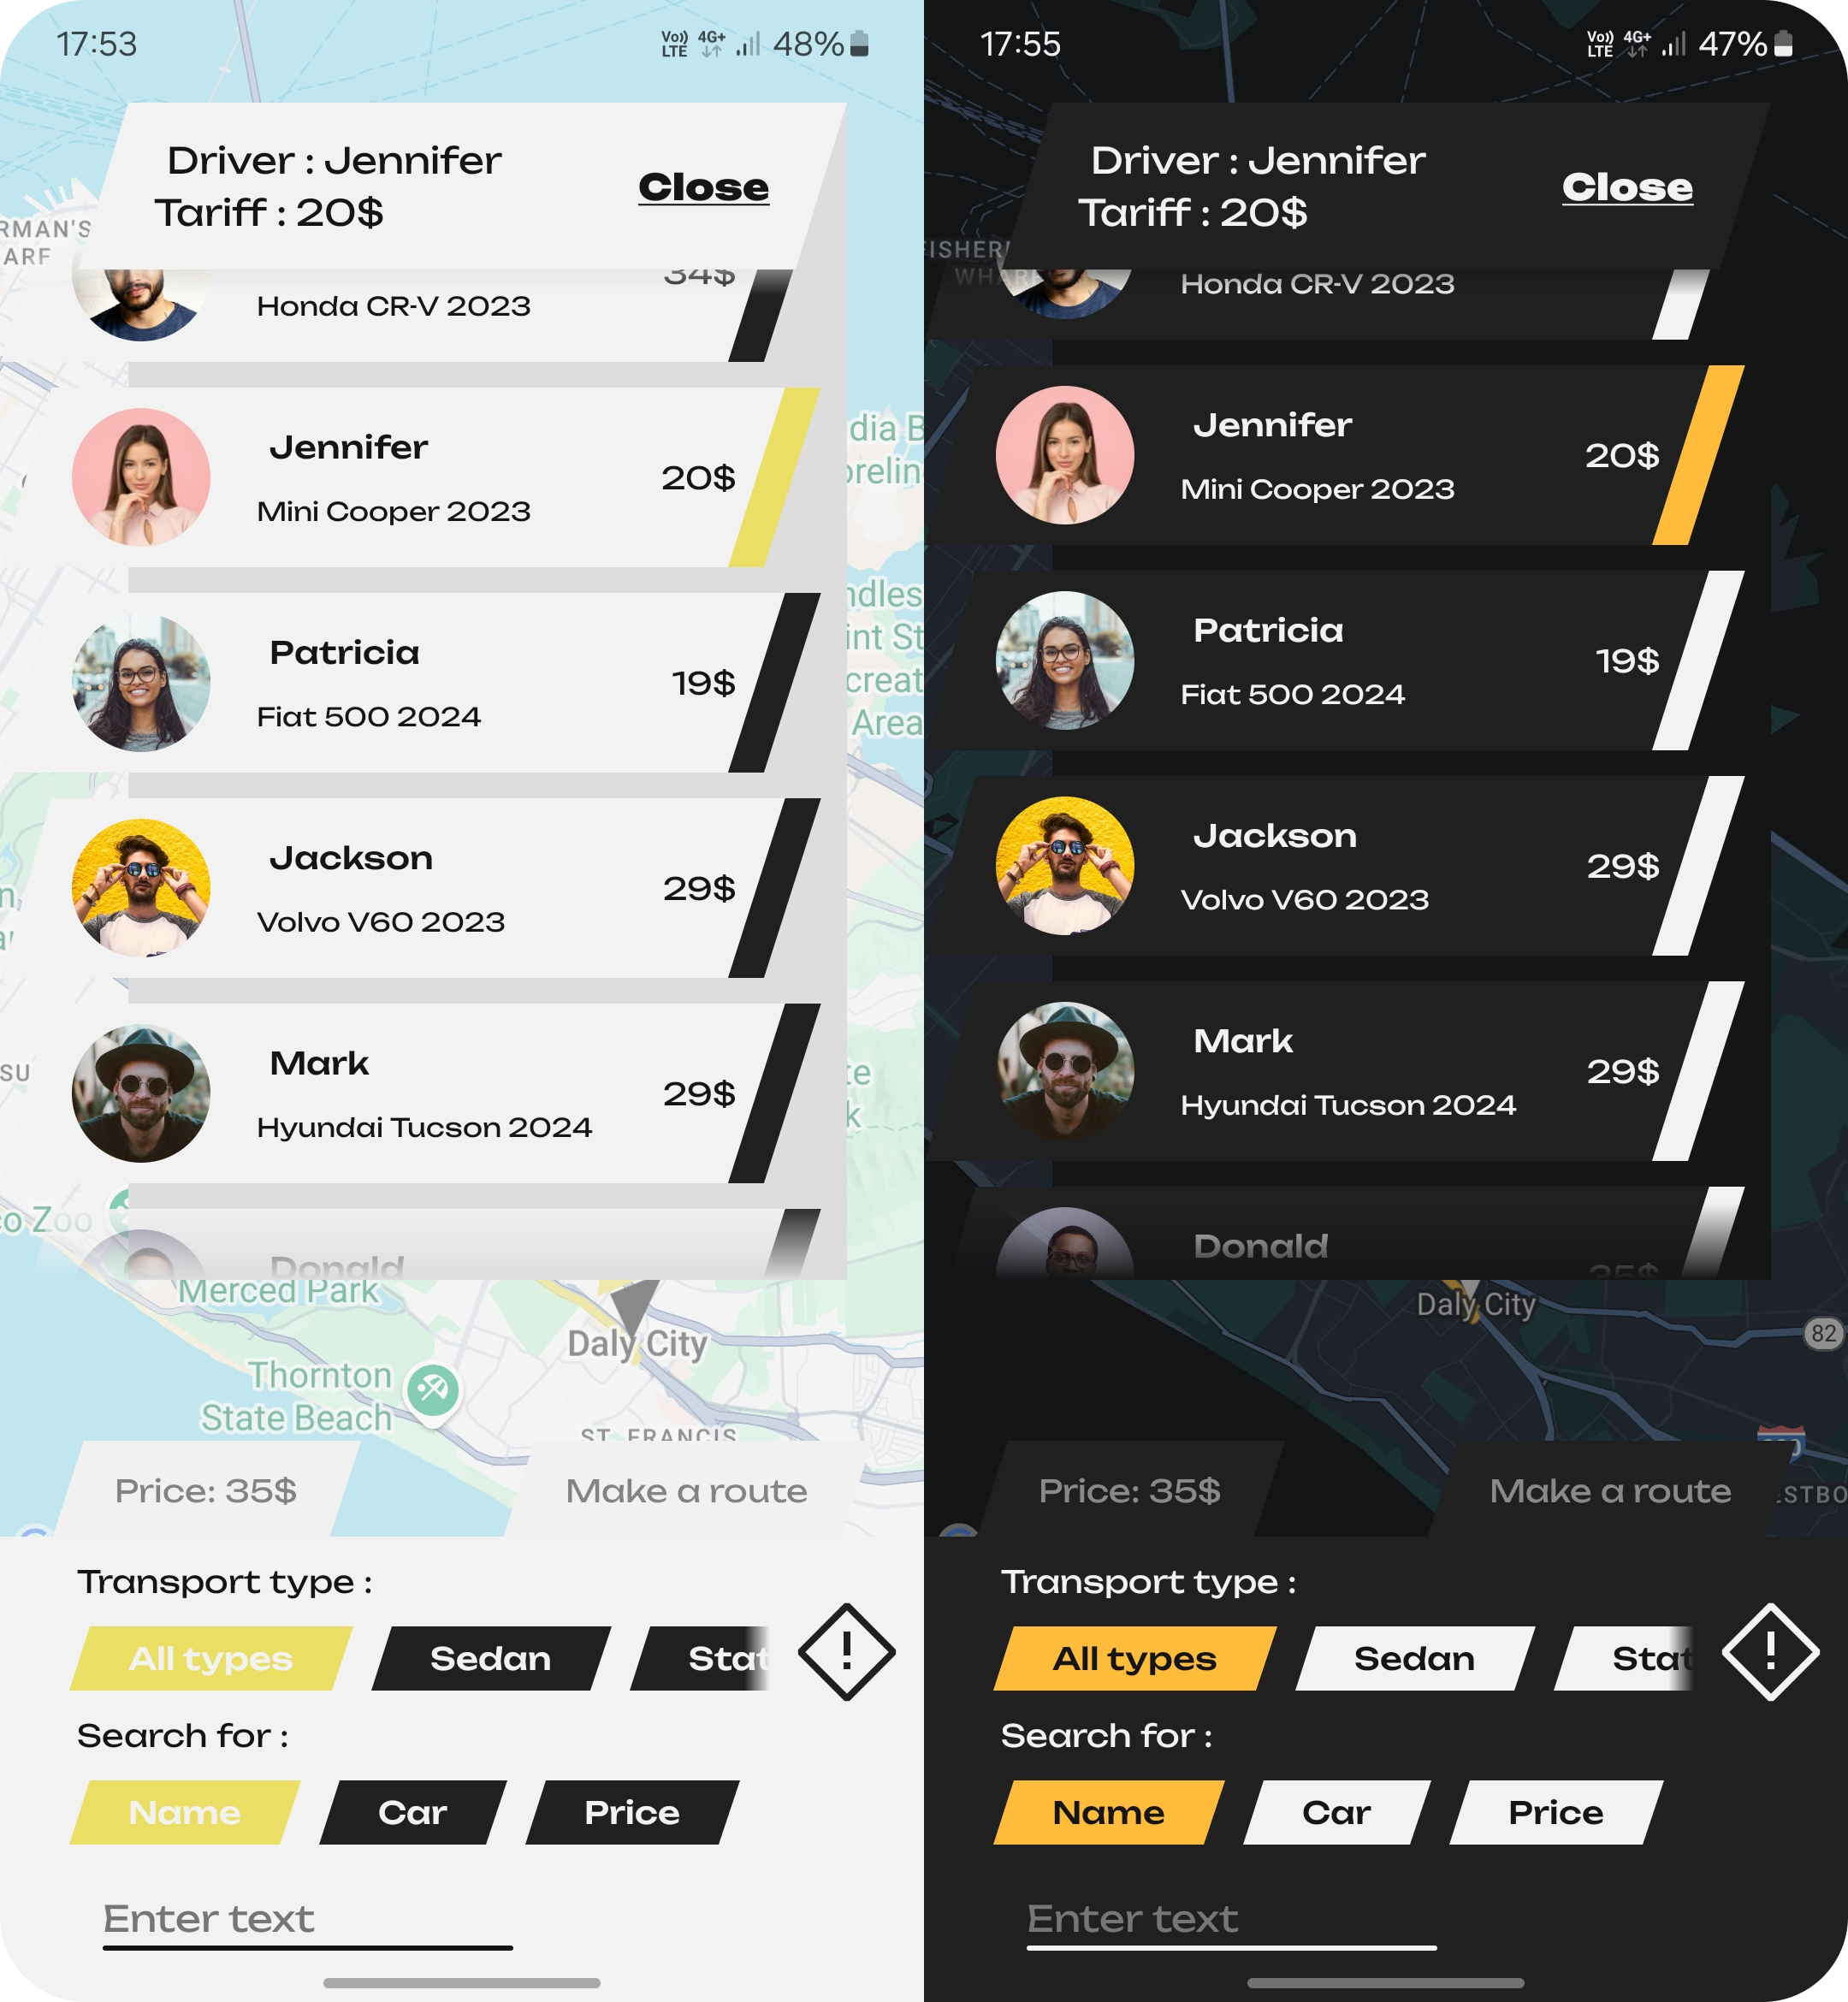 17:53
Vo)) LTE 4G+ 48%
Driver : Jennifer
Tariff : 20$
Close
RMAN'S
ARF
34$
Honda CR-V 2023
Jennifer
20$
Mini Cooper 2023
Patricia
19$
Fiat 500 2024
Jackson
29$
Volvo V60 2023
Mark
29$
Hyundai Tucson 2024
Donald
dia B
orelin
ndles
int St
creat
Area
te
k
SU
co Zoo
Merced Park
Daly City
Thornton
State Beach
ST. FRANCIS
Price: 35$
Make a route
Transport type :
All types
Sedan
Stat
Search for :
Name
Car
Price
Enter text
17:55
Vo)) LTE 4G+ 47%
Driver : Jennifer
Tariff : 20$
Close
FISHER
WHARF
Honda CR-V 2023
Jennifer
20$
Mini Cooper 2023
Patricia
19$
Fiat 500 2024
Jackson
29$
Volvo V60 2023
Mark
29$
Hyundai Tucson 2024
Donald
35$
Daly City
82
STBO
Price: 35$
Make a route
Transport type :
All types
Sedan
Stat
Search for :
Name
Car
Price
Enter text